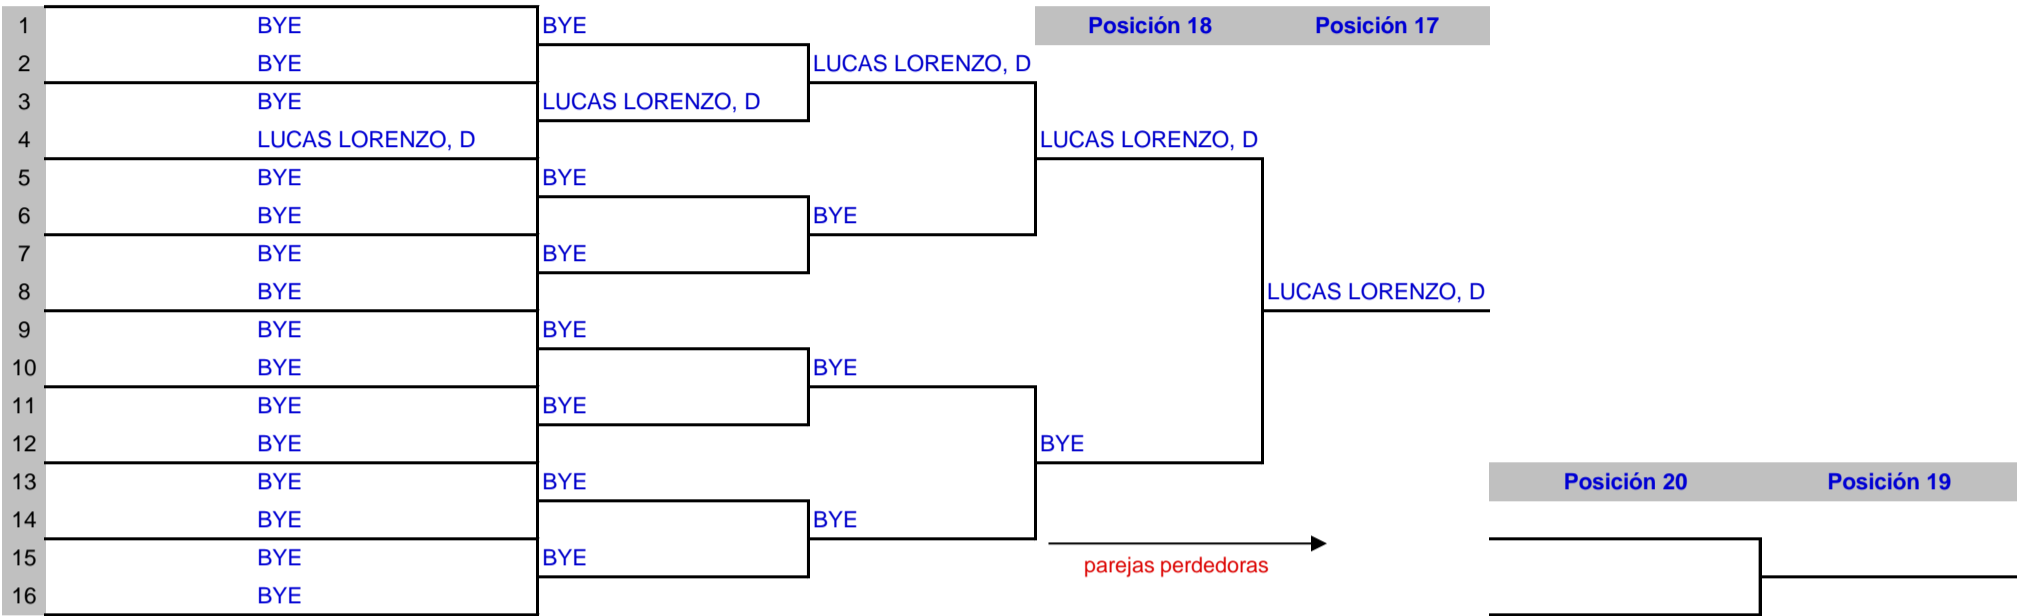 1 BYE BYE Posición 18 Posición 17
2 BYE LUCAS LORENZO, D
3 BYE LUCAS LORENZO, D
4 LUCAS LORENZO, D LUCAS LORENZO, D
5 BYE BYE
6 BYE BYE
7 BYE BYE
8 BYE LUCAS LORENZO, D
9 BYE BYE
10 BYE BYE
11 BYE BYE
12 BYE BYE
13 BYE BYE Posición 20 Posición 19
14 BYE BYE
15 BYE BYE parejas perdedoras
16 BYE